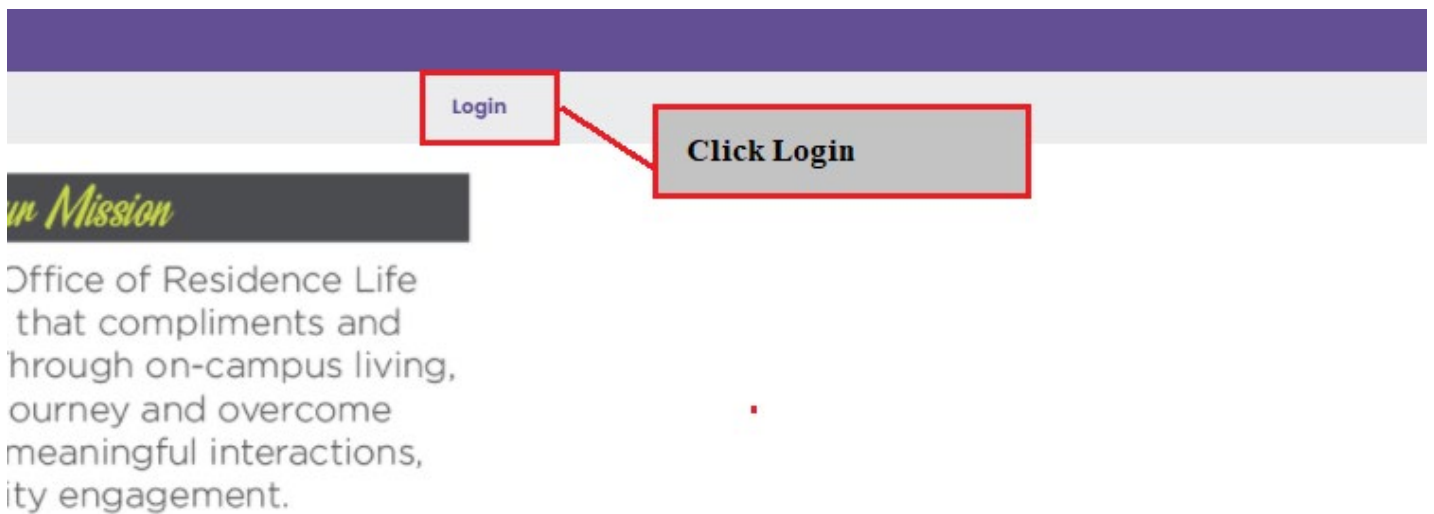 Login
Click Login
ur Mission
Office of Residence Life
that compliments and
hrough on-campus living,
ourney and overcome
meaningful interactions,
ity engagement.